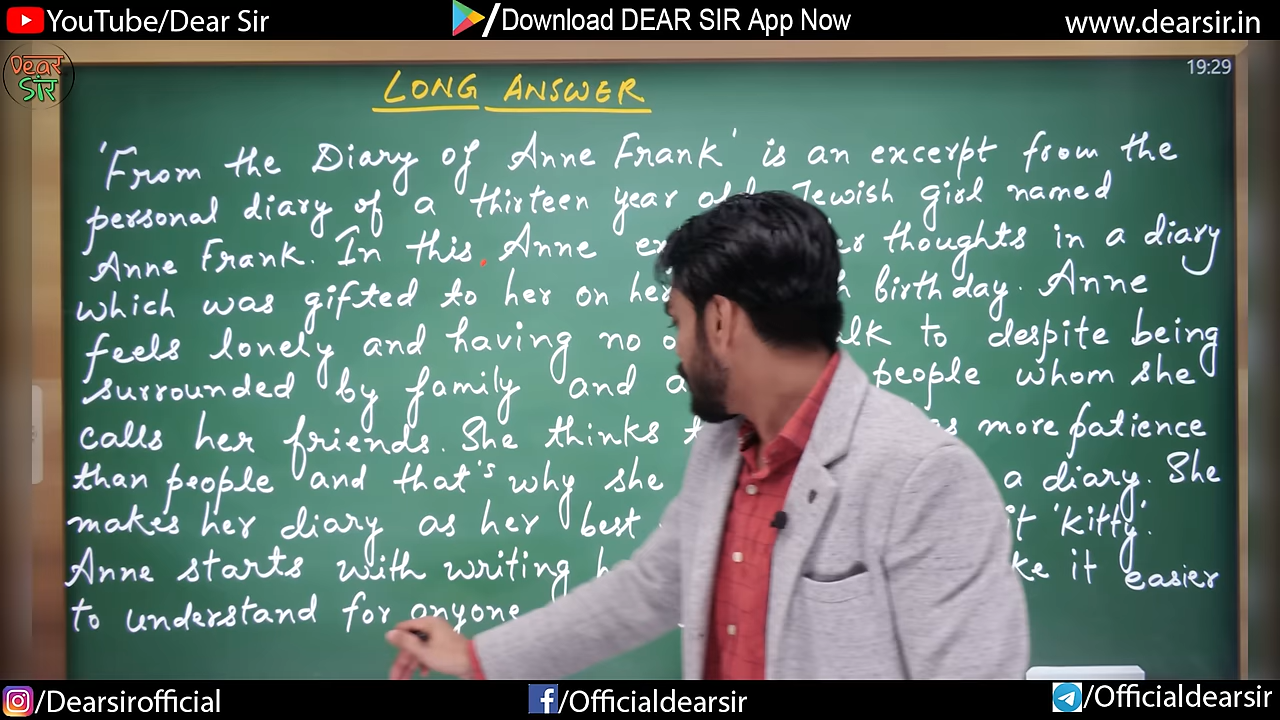 YouTube/Dear Sir
/Download DEAR SIR App Now
www.dearsir.in
Dear
Sir
19:29
LONG ANSWER
'From the Diary of Anne Frank' is an excerpt from the
personal diary of a thirteen year Jewish girl named
Anne Frank. In this Anne thoughts in a diary
which was gifted to her on her birthday. Anne
feels lonely and having no to despite being
surrounded by family and people whom she
calls her friends. She thinks more patience
than people and that's why she a diary. She
makes her diary as her best it 'kitty'.
Anne starts with writing it easier
to understand for anyone
/Dearsirofficial
/Officialdearsir
/Officialdearsir